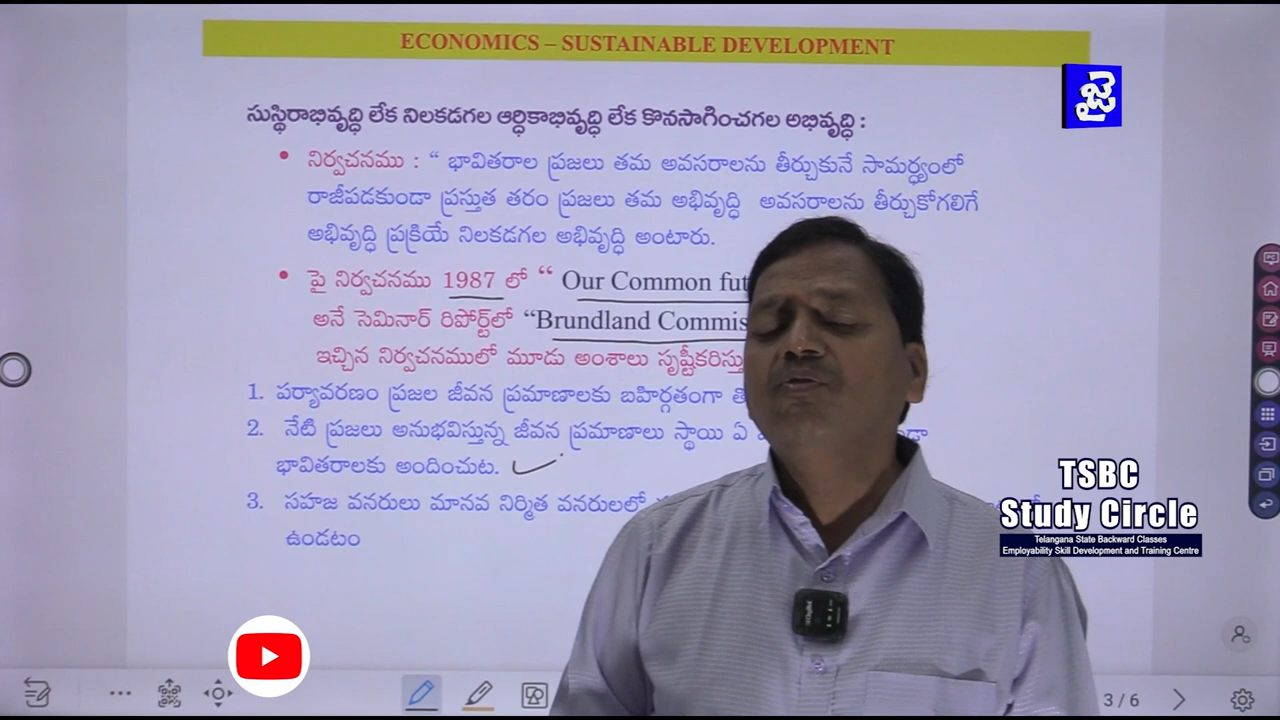 ECONOMICS – SUSTAINABLE DEVELOPMENT
జై
సుస్థిరాభివృద్ధి లేక నిలకడగల ఆర్ధికాభివృద్ధి లేక కొనసాగించగల అభివృద్ధి :
• నిర్వచనము : “ భావితరాల ప్రజలు తమ అవసరాలను తీర్చుకునే సామర్ధ్యంలో
రాజీపడకుండా ప్రస్తుత తరం ప్రజలు తమ అభివృద్ధి అవసరాలను తీర్చుకోగలిగే
అభివృద్ధి ప్రక్రియే నిలకడగల అభివృద్ధి అంటారు.
• పై నిర్వచనము 1987 లో “ Our Common fut
అనే సెమినార్ రిపోర్ట్‌లో “Brundland Commis
ఇచ్చిన నిర్వచనములో మూడు అంశాలు సృష్టీకరిస్తు
1. పర్యావరణం ప్రజల జీవన ప్రమాణాలకు బహిర్గతంగా
2. నేటి ప్రజలు అనుభవిస్తున్న జీవన ప్రమాణాలు స్థాయి ఏ
భావితరాలకు అందించుట.
3. సహజ వనరులు మానవ నిర్మిత వనరులలో
ఉండటం
TSBC
Study Circle
Telangana State Backward Classes
Employability Skill Development and Training Centre
3 / 6